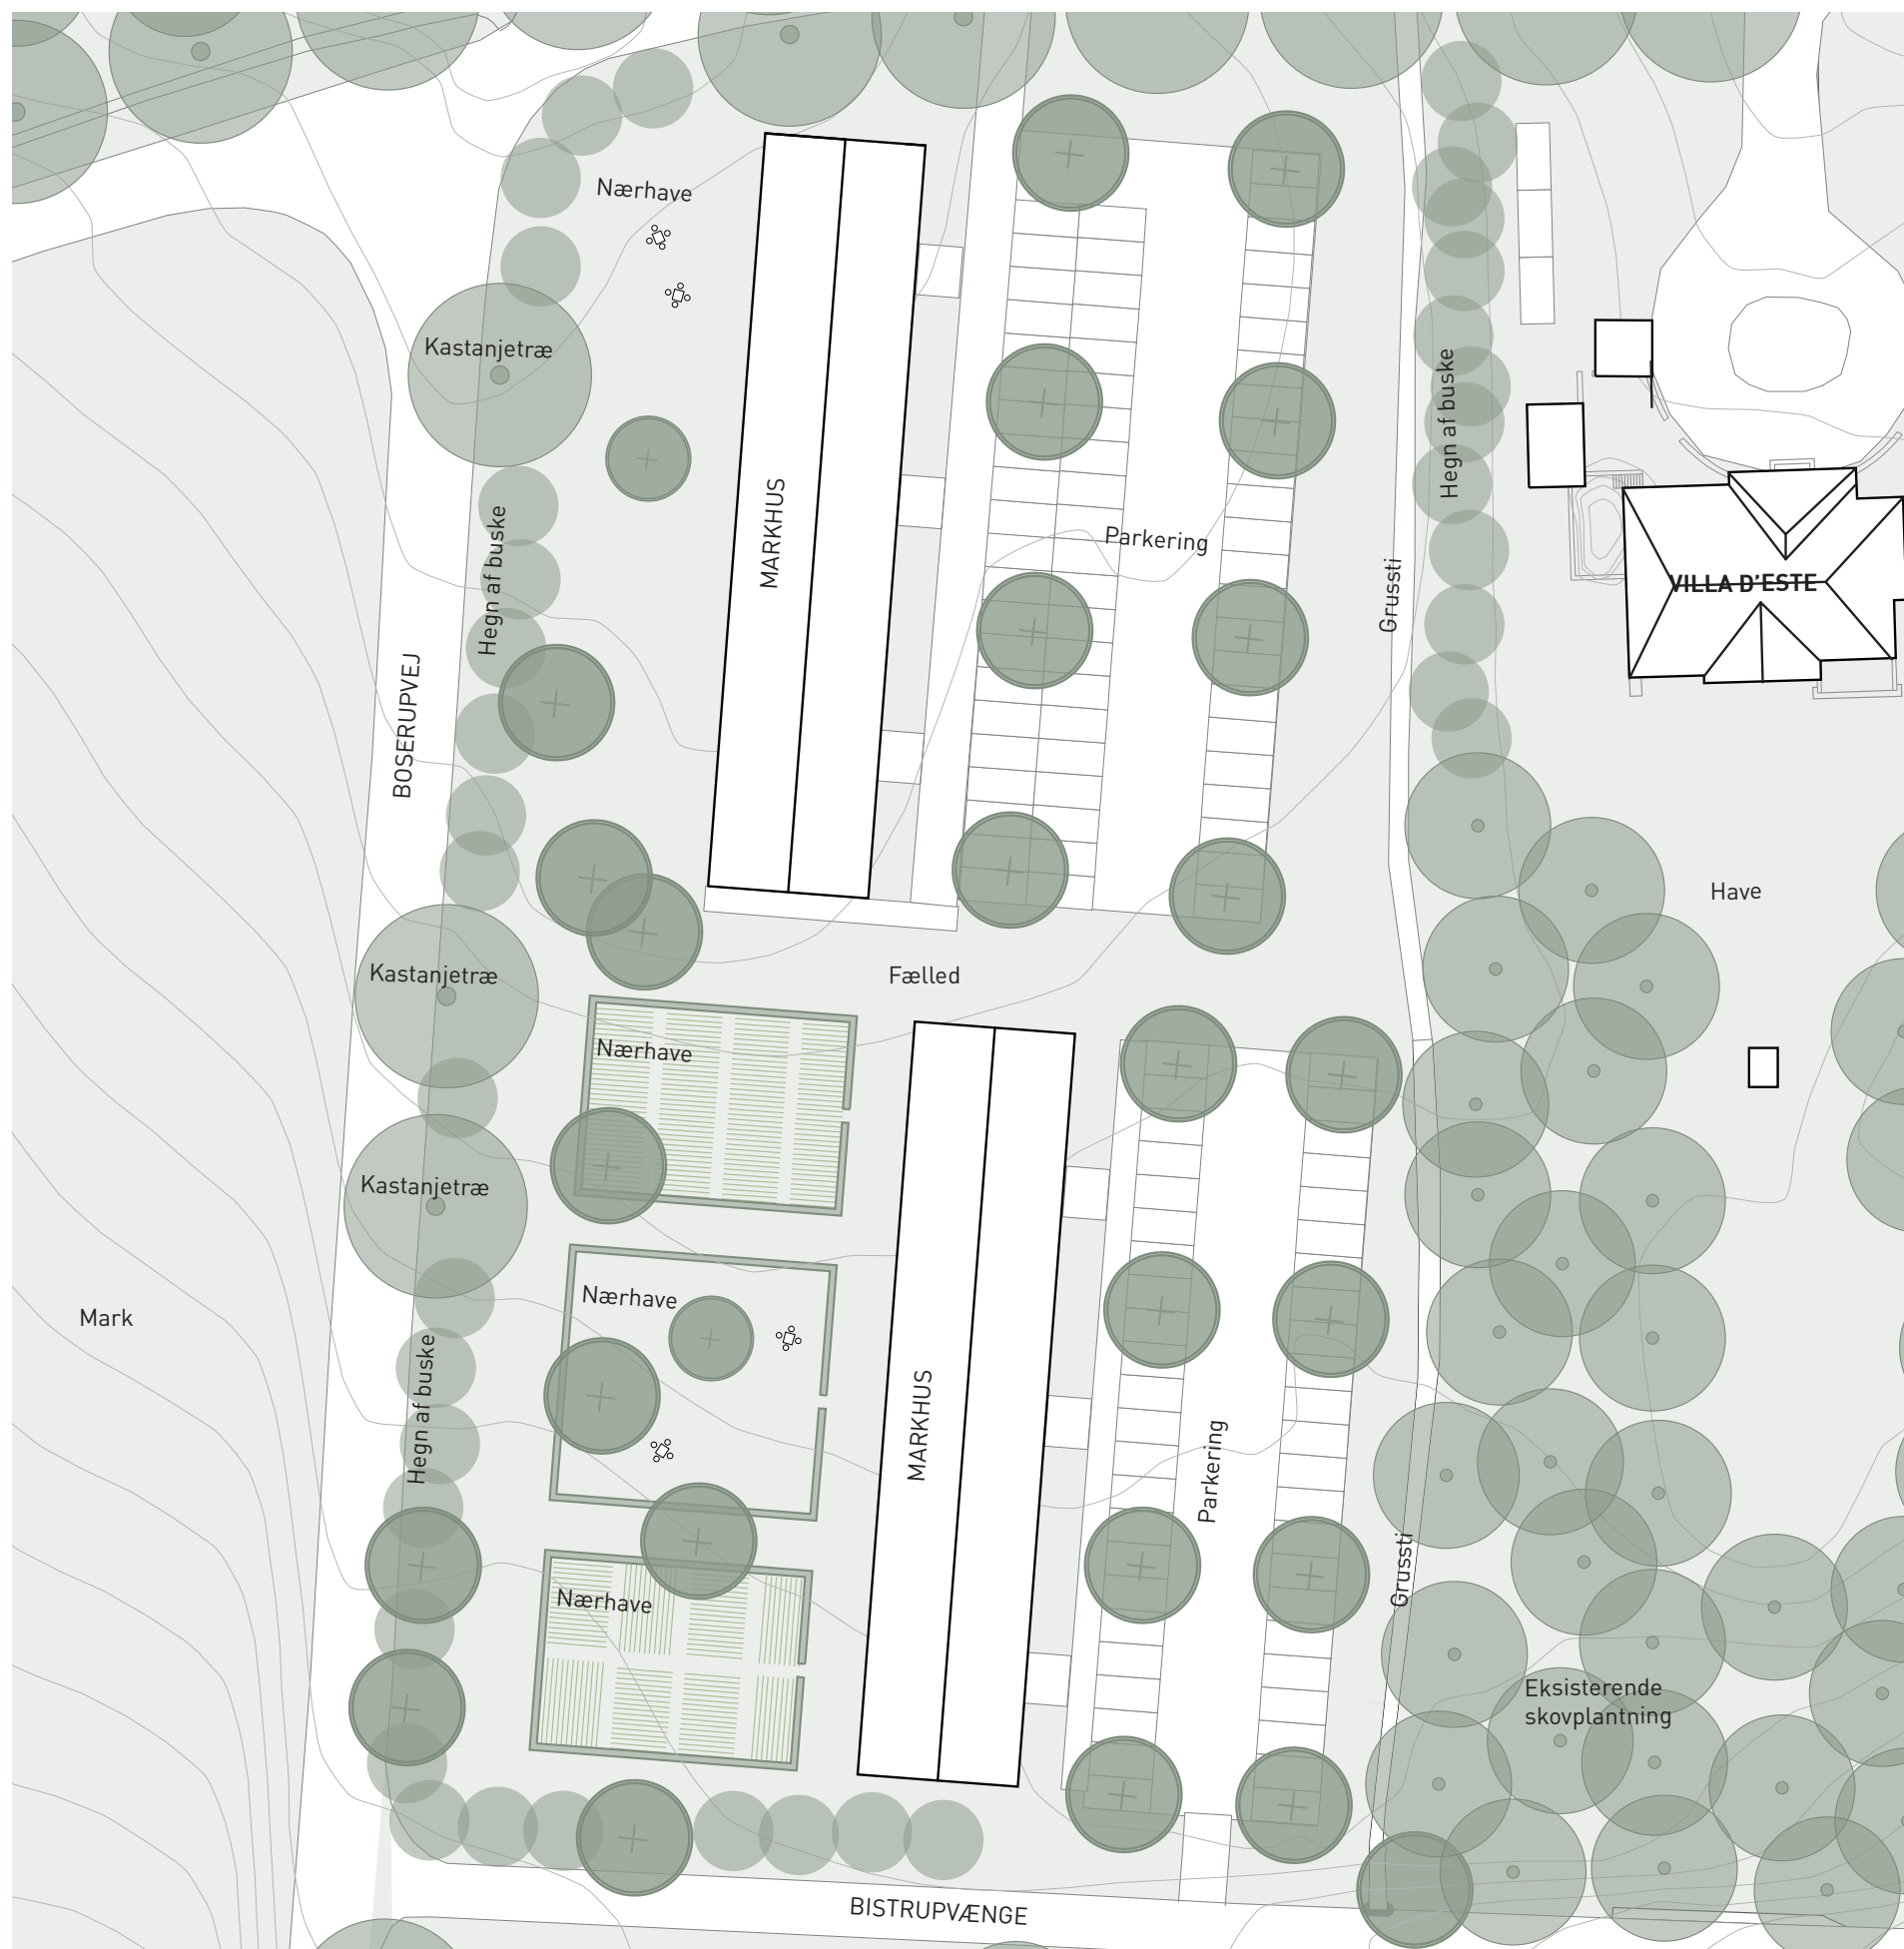 Nærhave
Kastanjetræ
Hegn af buske
MARKHUS
Hegn af buske
Parkering
Grussti
VILLA D'ESTE
BOSERUPVEJ
Have
Kastanjetræ
Fælled
Nærhave
Kastanjetræ
Nærhave
Mark
Hegn af buske
MARKHUS
Parkering
Grussti
Nærhave
Eksisterende
skovplantning
BISTRUPVÆNGE